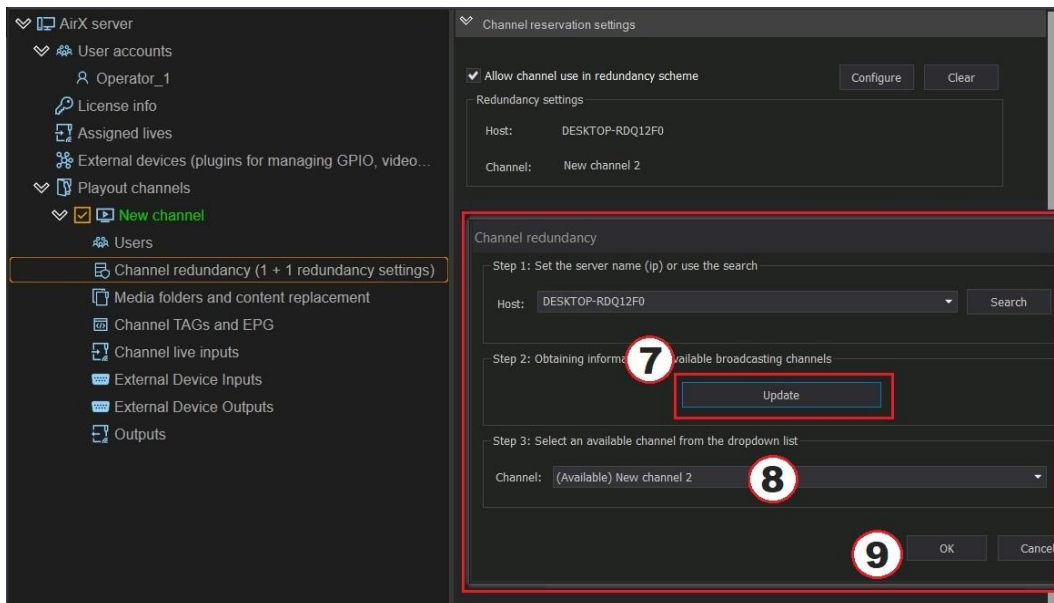 AirX server
User accounts
Operator_1
License info
Assigned lives
External devices (plugins for managing GPIO, video...
Playout channels
New channel
Users
Channel redundancy (1 + 1 redundancy settings)
Media folders and content replacement
Channel TAGs and EPG
Channel live inputs
External Device Inputs
External Device Outputs
Outputs
Channel reservation settings
Allow channel use in redundancy scheme
Configure
Clear
Redundancy settings
Host: DESKTOP-RDQ12F0
Channel: New channel 2
Channel redundancy
Step 1: Set the server name (ip) or use the search
Host: DESKTOP-RDQ12F0
Search
Step 2: Obtaining informa 7 vailable broadcasting channels
Update
Step 3: Select an available channel from the dropdown list
Channel: (Available) New channel 2
8
9
OK
Cancel